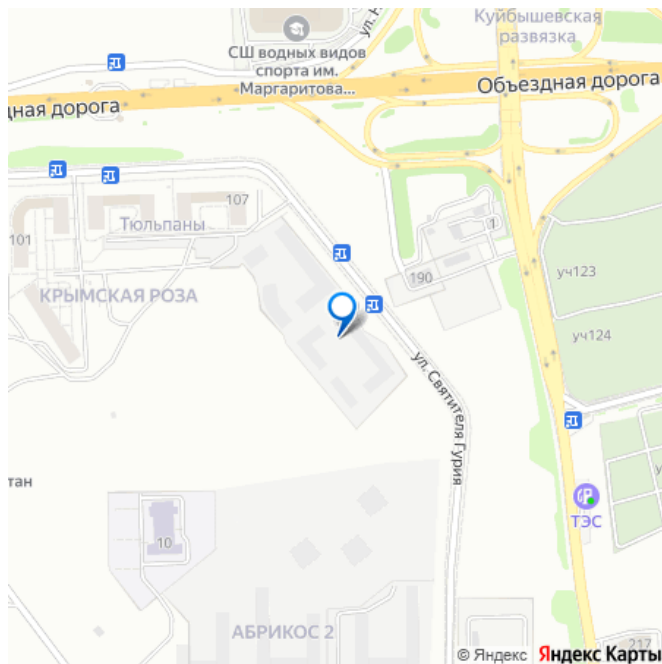 Куйбышевская
развязка
СШ водных видов
спорта им.
Маргаритова...
Объездная дорога
дная дорога
107
101
Тюльпаны
КРЫМСКАЯ РОЗА
190
уч123
уч124
ул. Святителя Гурия
тан
10
ТЭС
АБРИКОС 2
217
© Яндекс Яндекс Карты